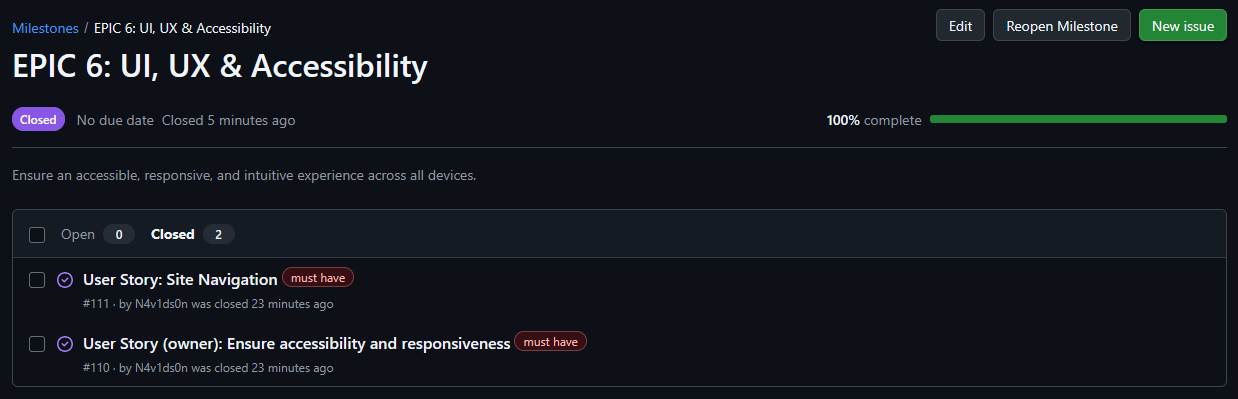 Milestones / EPIC 6: UI, UX & Accessibility
Edit
Reopen Milestone
New issue
EPIC 6: UI, UX & Accessibility
Closed No due date Closed 5 minutes ago
100% complete
Ensure an accessible, responsive, and intuitive experience across all devices.
Open 0 Closed 2
User Story: Site Navigation must have
#111 · by N4v1ds0n was closed 23 minutes ago
User Story (owner): Ensure accessibility and responsiveness must have
#110 · by N4v1ds0n was closed 23 minutes ago